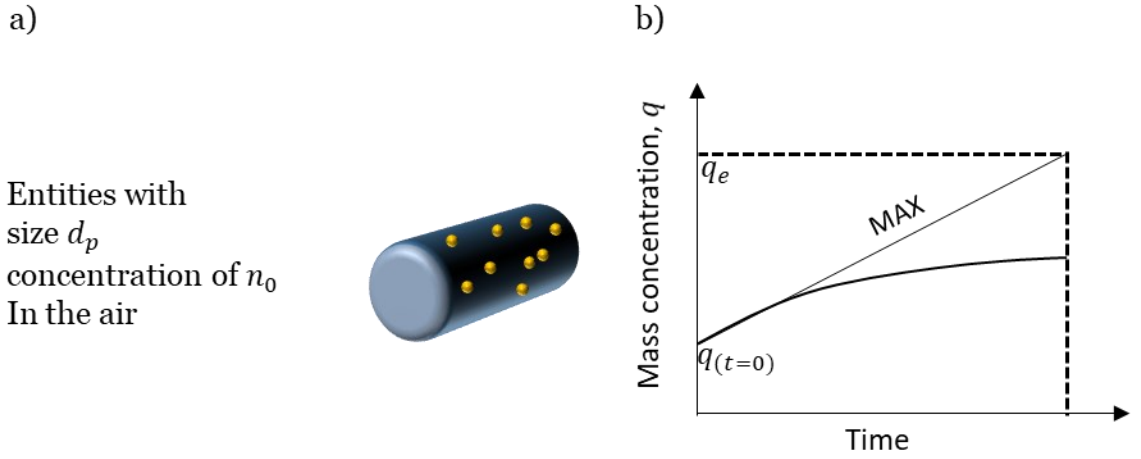 a)
Entities with
size d_p
concentration of n_0
In the air
b)
Mass concentration, q
q_e
MAX
q_(t=0)
Time